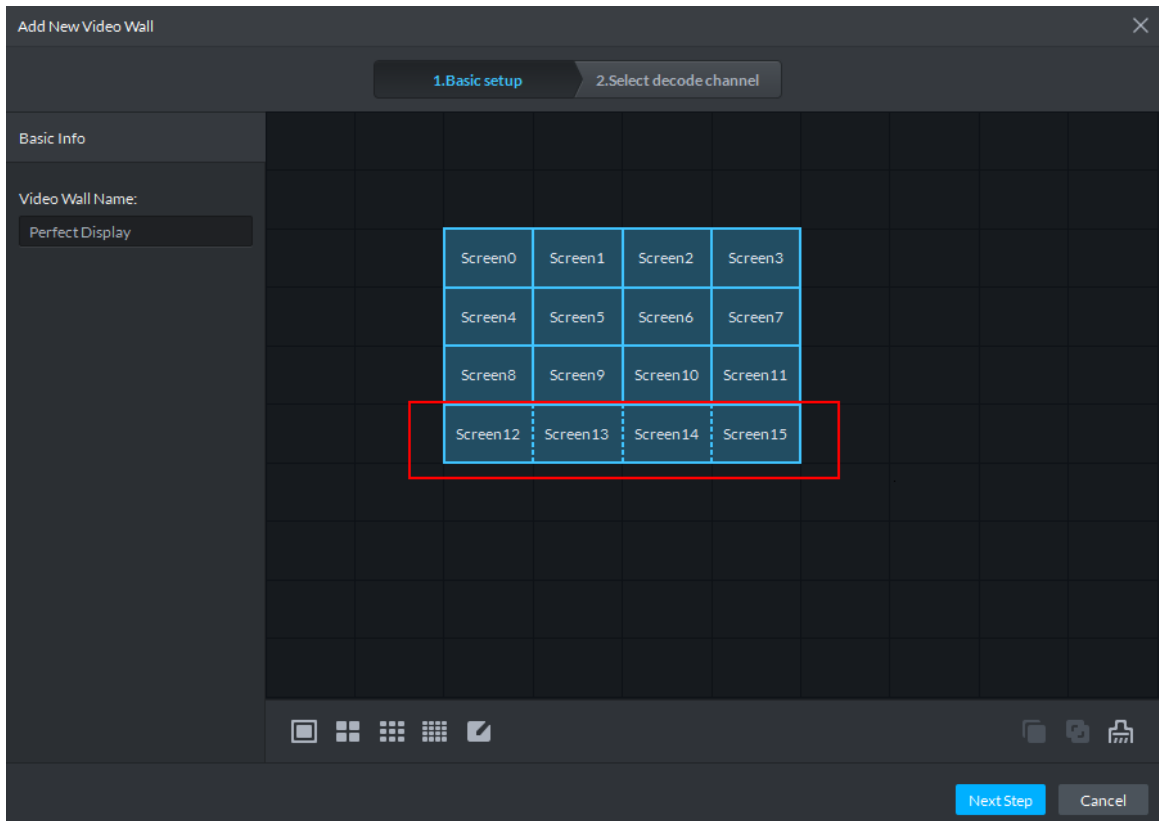 Add New Video Wall
1.Basic setup
2.Select decode channel
Basic Info
Video Wall Name:
Perfect Display
Screen0 Screen1 Screen2 Screen3
Screen4 Screen5 Screen6 Screen7
Screen8 Screen9 Screen10 Screen11
Screen12 Screen13 Screen14 Screen15
Next Step
Cancel